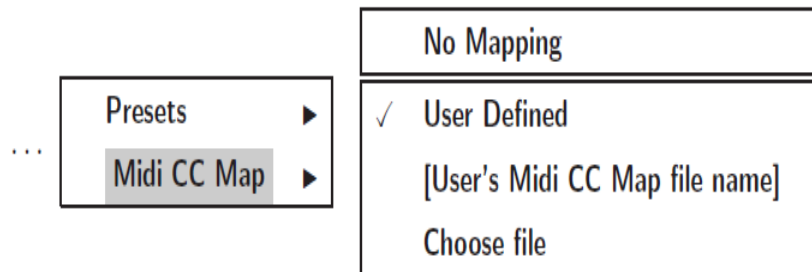 No Mapping
Presets ▶
✓ User Defined
... Midi CC Map ▶
[User's Midi CC Map file name]
Choose file